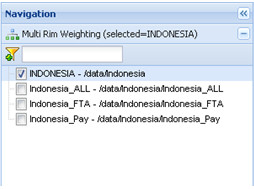 Navigation
Multi Rim Weighting (selected=INDONESIA)
INDONESIA - /data/Indonesia
Indonesia_ALL - /data/Indonesia/Indonesia_ALL
Indonesia_FTA - /data/Indonesia/Indonesia_FTA
Indonesia_Pay - /data/Indonesia/Indonesia_Pay